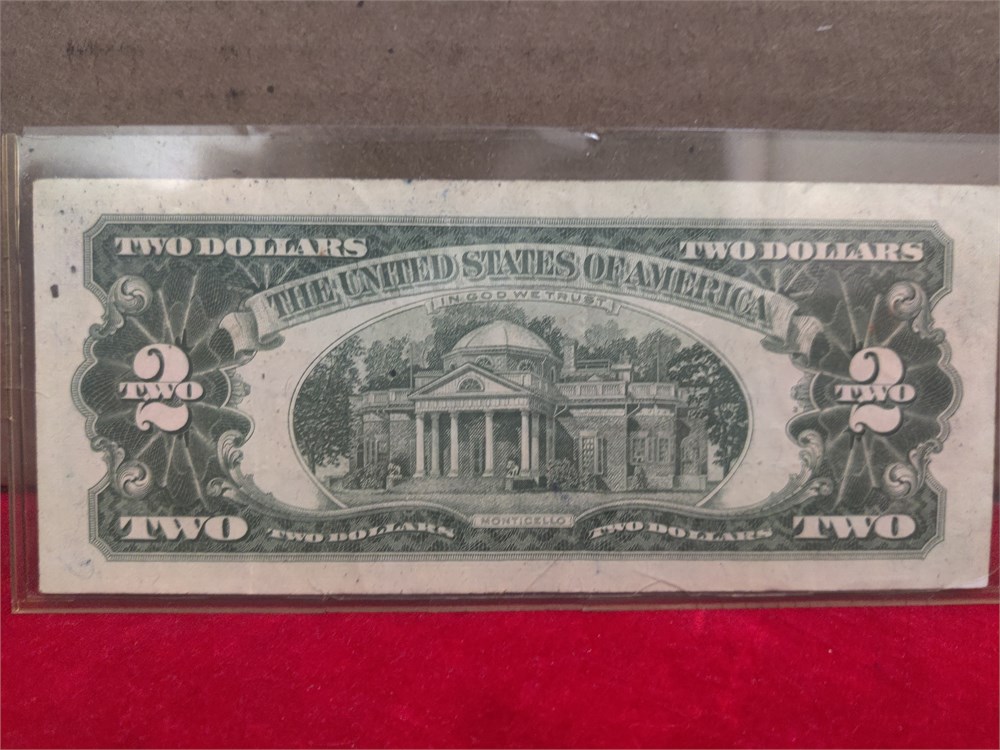 TWO DOLLARS TWO DOLLARS
THE UNITED STATES OF AMERICA
IN GOD WE TRUST
2 2
TWO TWO
MONTICELLO
TWO TWO DOLLARS TWO DOLLARS TWO